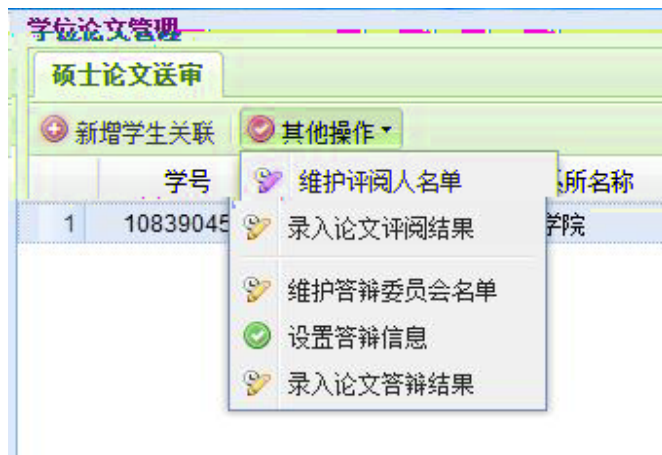 学位论文管理
硕士论文送审
新增学生关联 其他操作
学号 系所名称
维护评阅人名单
1 10839045 学院
录入论文评阅结果
维护答辩委员会名单
设置答辩信息
录入论文答辩结果